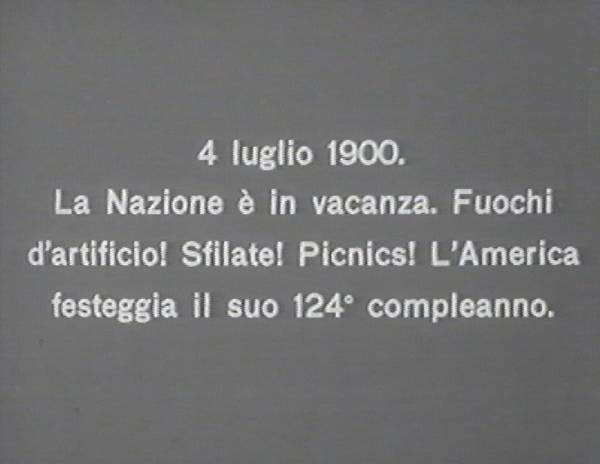 4 luglio 1900.
La Nazione è in vacanza. Fuochi
d'artificio! Sfilate! Picnics! L'America
festeggia il suo 124° compleanno.